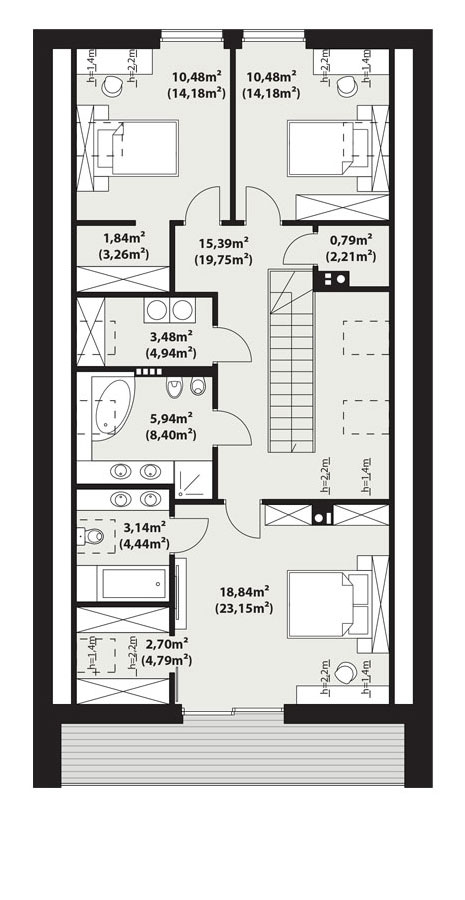 h=1,4m
h=2,2m
h=2,2m
h=1,4m
10,48m²
(14,18m²)
10,48m²
(14,18m²)
1,84m²
(3,26m²)
15,39m²
(19,75m²)
0,79m²
(2,21m²)
3,48m²
(4,94m²)
5,94m²
(8,40m²)
h=2,2m
h=1,4m
3,14m²
(4,44m²)
18,84m²
(23,15m²)
2,70m²
(4,79m²)
h=1,4m
h=2,2m
h=2,2m
h=1,4m